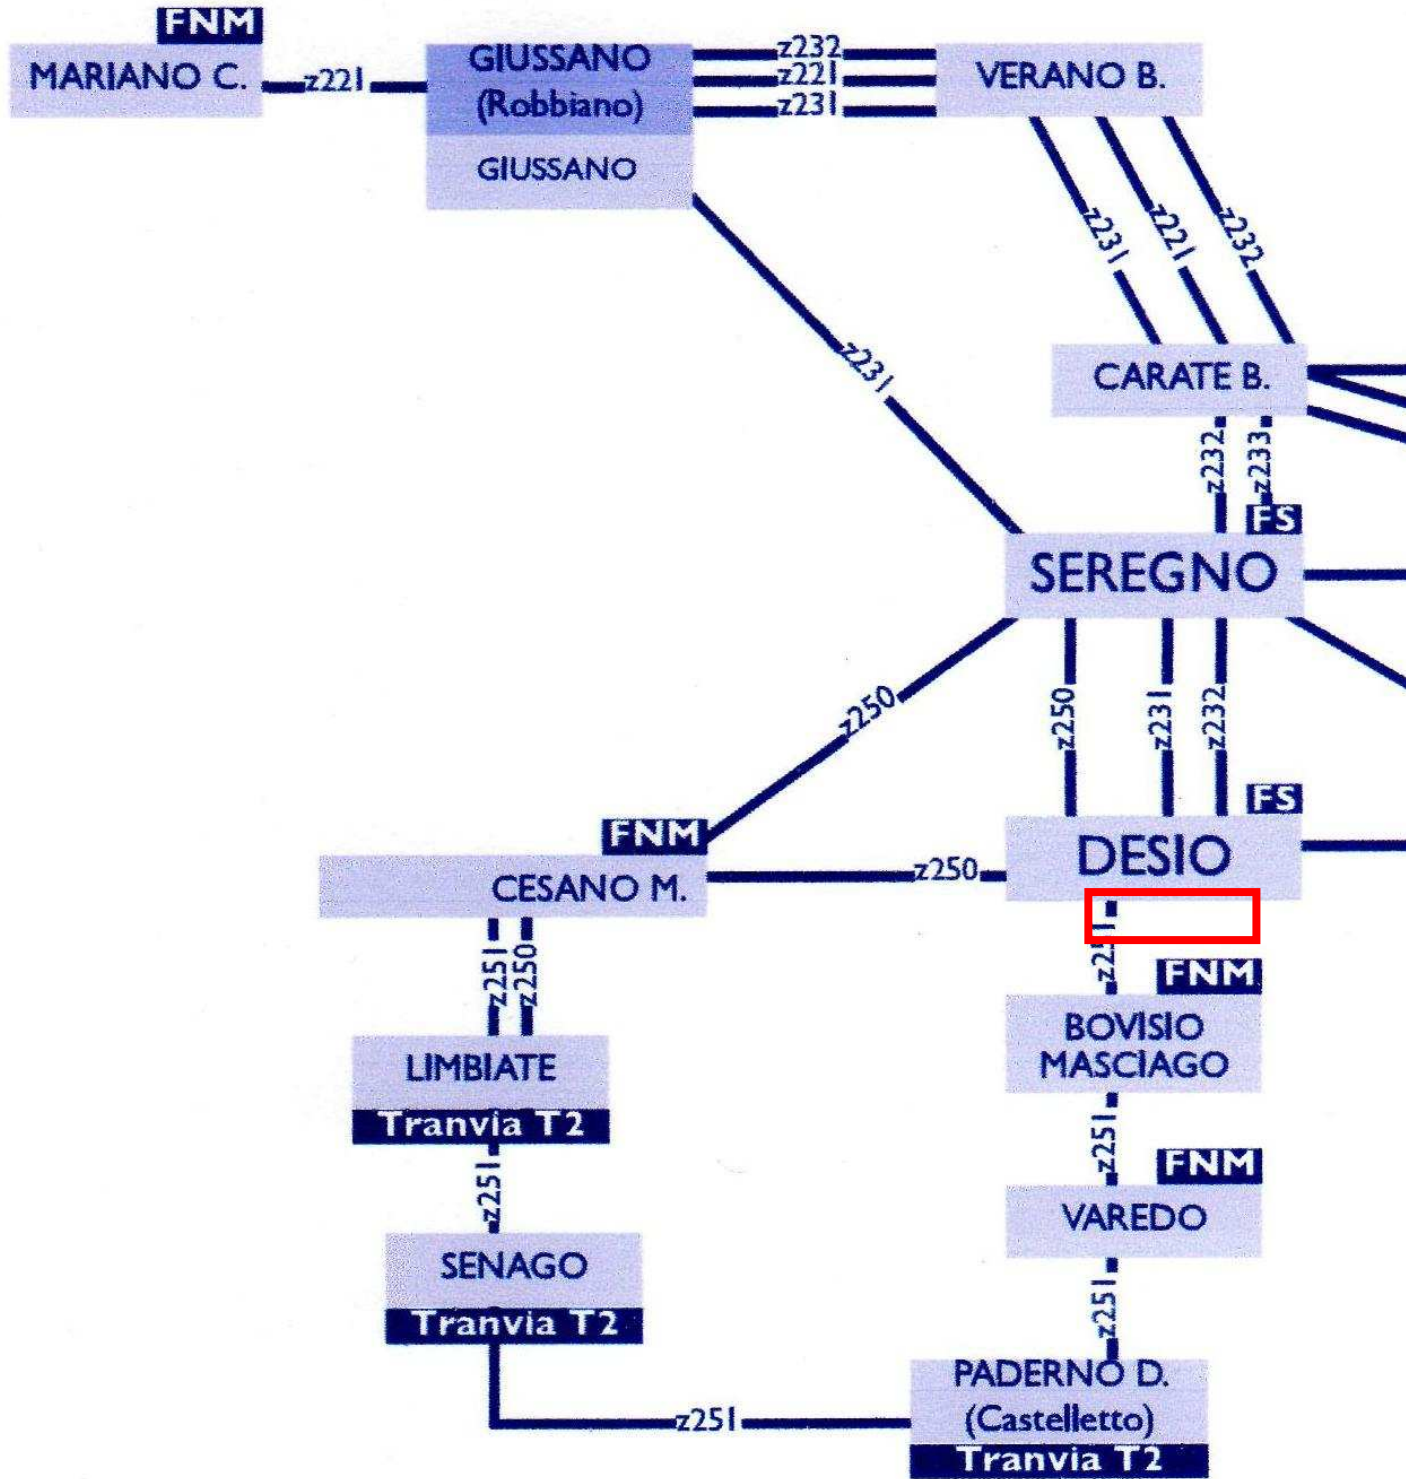 FNM
MARIANO C.
z221
GIUSSANO
(Robbiano)
GIUSSANO
z232
z221
z231
VERANO B.
z231
z221
z232
z231
CARATE B.
z232
z233
FS
SEREGNO
z250
z250
z231
z232
FS
DESIO
FNM
CESANO M.
z250
z251
z250
z251
FNM
BOVISIO
MASCIAGO
LIMBIATE
Tranvia T2
z251
z251
FNM
VAREDO
SENAGO
Tranvia T2
z251
z251
PADERNO D.
(Castelletto)
Tranvia T2